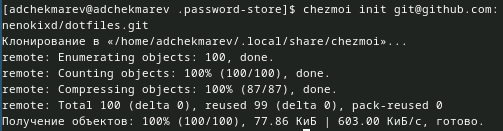 [adchekmarev@adchekmarev .password-store]$ chezmoi init git@github.com:
nenokixd/dotfiles.git
Клонирование в «/home/adchekmarev/.local/share/chezmoi»...
remote: Enumerating objects: 100, done.
remote: Counting objects: 100% (100/100), done.
remote: Compressing objects: 100% (87/87), done.
remote: Total 100 (delta 0), reused 99 (delta 0), pack-reused 0
Получение объектов: 100% (100/100), 77.86 КиБ | 603.00 КиБ/с, готово.